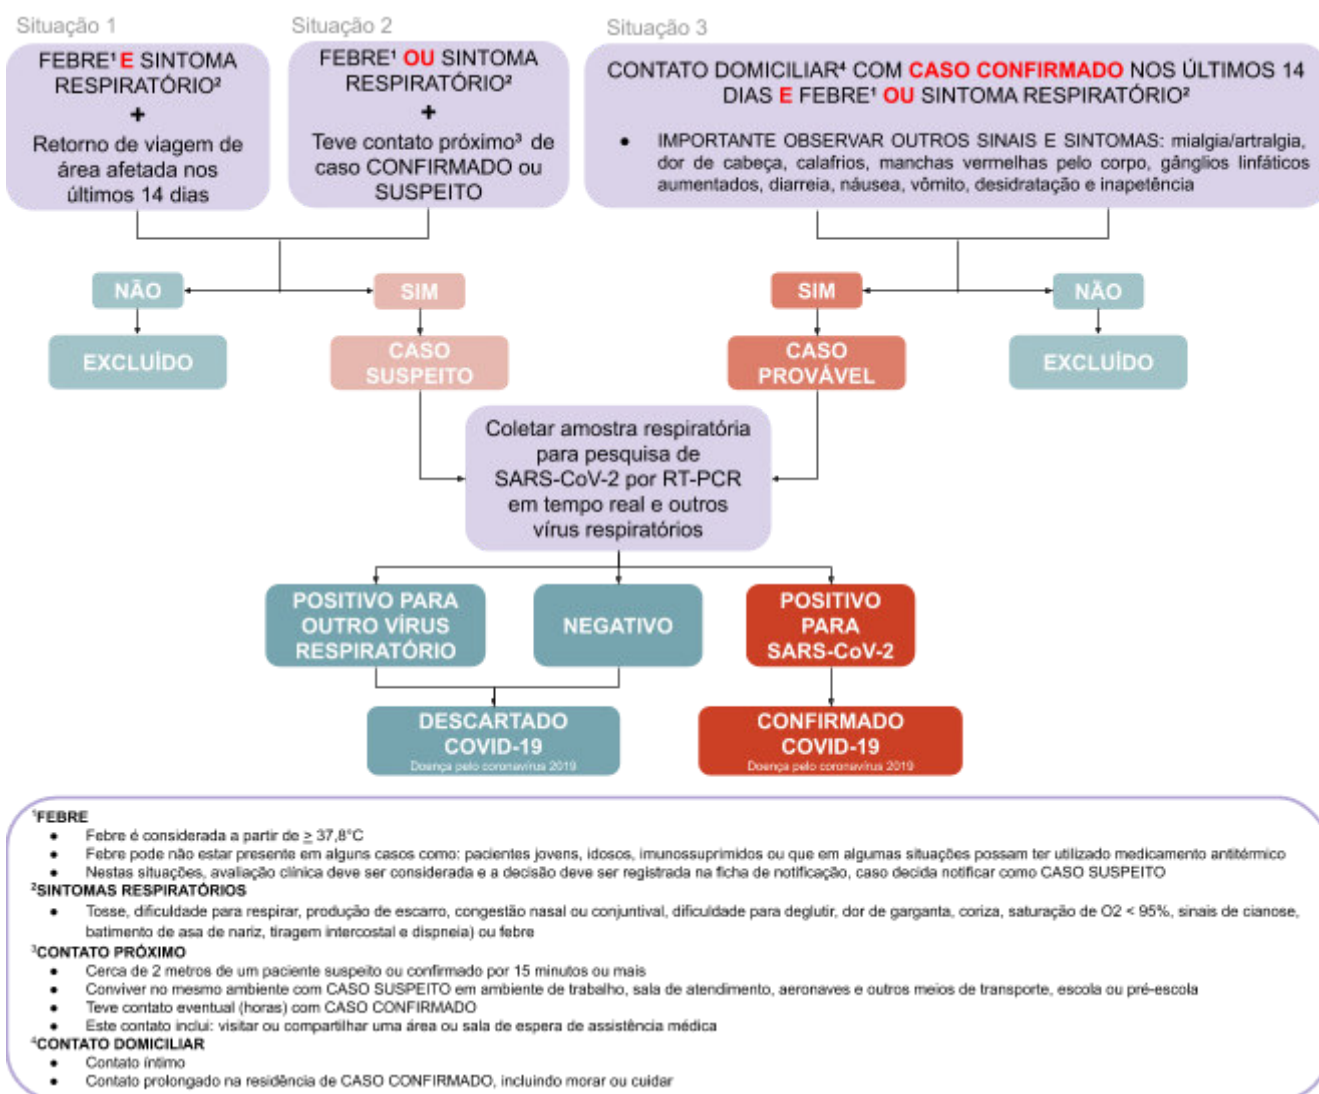 Situação 1
FEBRE¹ E SINTOMA
RESPIRATÓRIO²
+
Retorno de viagem de
área afetada nos
últimos 14 dias
Situação 2
FEBRE¹ OU SINTOMA
RESPIRATÓRIO²
+
Teve contato próximo³ de
caso CONFIRMADO ou
SUSPEITO
Situação 3
CONTATO DOMICILIAR⁴ COM CASO CONFIRMADO NOS ÚLTIMOS 14
DIAS E FEBRE¹ OU SINTOMA RESPIRATÓRIO²
● IMPORTANTE OBSERVAR OUTROS SINAIS E SINTOMAS: mialgia/artralgia,
dor de cabeça, calafrios, manchas vermelhas pelo corpo, gânglios linfáticos
aumentados, diarreia, náusea, vômito, desidratação e inapetência
NÃO
SIM
SIM
NÃO
EXCLUÍDO
CASO
SUSPEITO
CASO
PROVÁVEL
EXCLUÍDO
Coletar amostra respiratória
para pesquisa de
SARS-CoV-2 por RT-PCR
em tempo real e outros
vírus respiratórios
POSITIVO PARA
OUTRO VÍRUS
RESPIRATÓRIO
NEGATIVO
POSITIVO
PARA
SARS-CoV-2
DESCARTADO
COVID-19
Doença pelo coronavírus 2019
CONFIRMADO
COVID-19
Doença pelo coronavírus 2019
¹FEBRE
● Febre é considerada a partir de ≥ 37,8°C
● Febre pode não estar presente em alguns casos como: pacientes jovens, idosos, imunossuprimidos ou que em algumas situações possam ter utilizado medicamento antitérmico
● Nestas situações, avaliação clínica deve ser considerada e a decisão deve ser registrada na ficha de notificação, caso decida notificar como CASO SUSPEITO
²SINTOMAS RESPIRATÓRIOS
● Tosse, dificuldade para respirar, produção de escarro, congestão nasal ou conjuntival, dificuldade para deglutir, dor de garganta, coriza, saturação de O2 < 95%, sinais de cianose,
batimento de asa de nariz, tiragem intercostal e dispneia) ou febre
³CONTATO PRÓXIMO
● Cerca de 2 metros de um paciente suspeito ou confirmado por 15 minutos ou mais
● Conviver no mesmo ambiente com CASO SUSPEITO em ambiente de trabalho, sala de atendimento, aeronaves e outros meios de transporte, escola ou pré-escola
● Teve contato eventual (horas) com CASO CONFIRMADO
● Este contato inclui: visitar ou compartilhar uma área ou sala de espera de assistência médica
⁴CONTATO DOMICILIAR
● Contato íntimo
● Contato prolongado na residência de CASO CONFIRMADO, incluindo morar ou cuidar